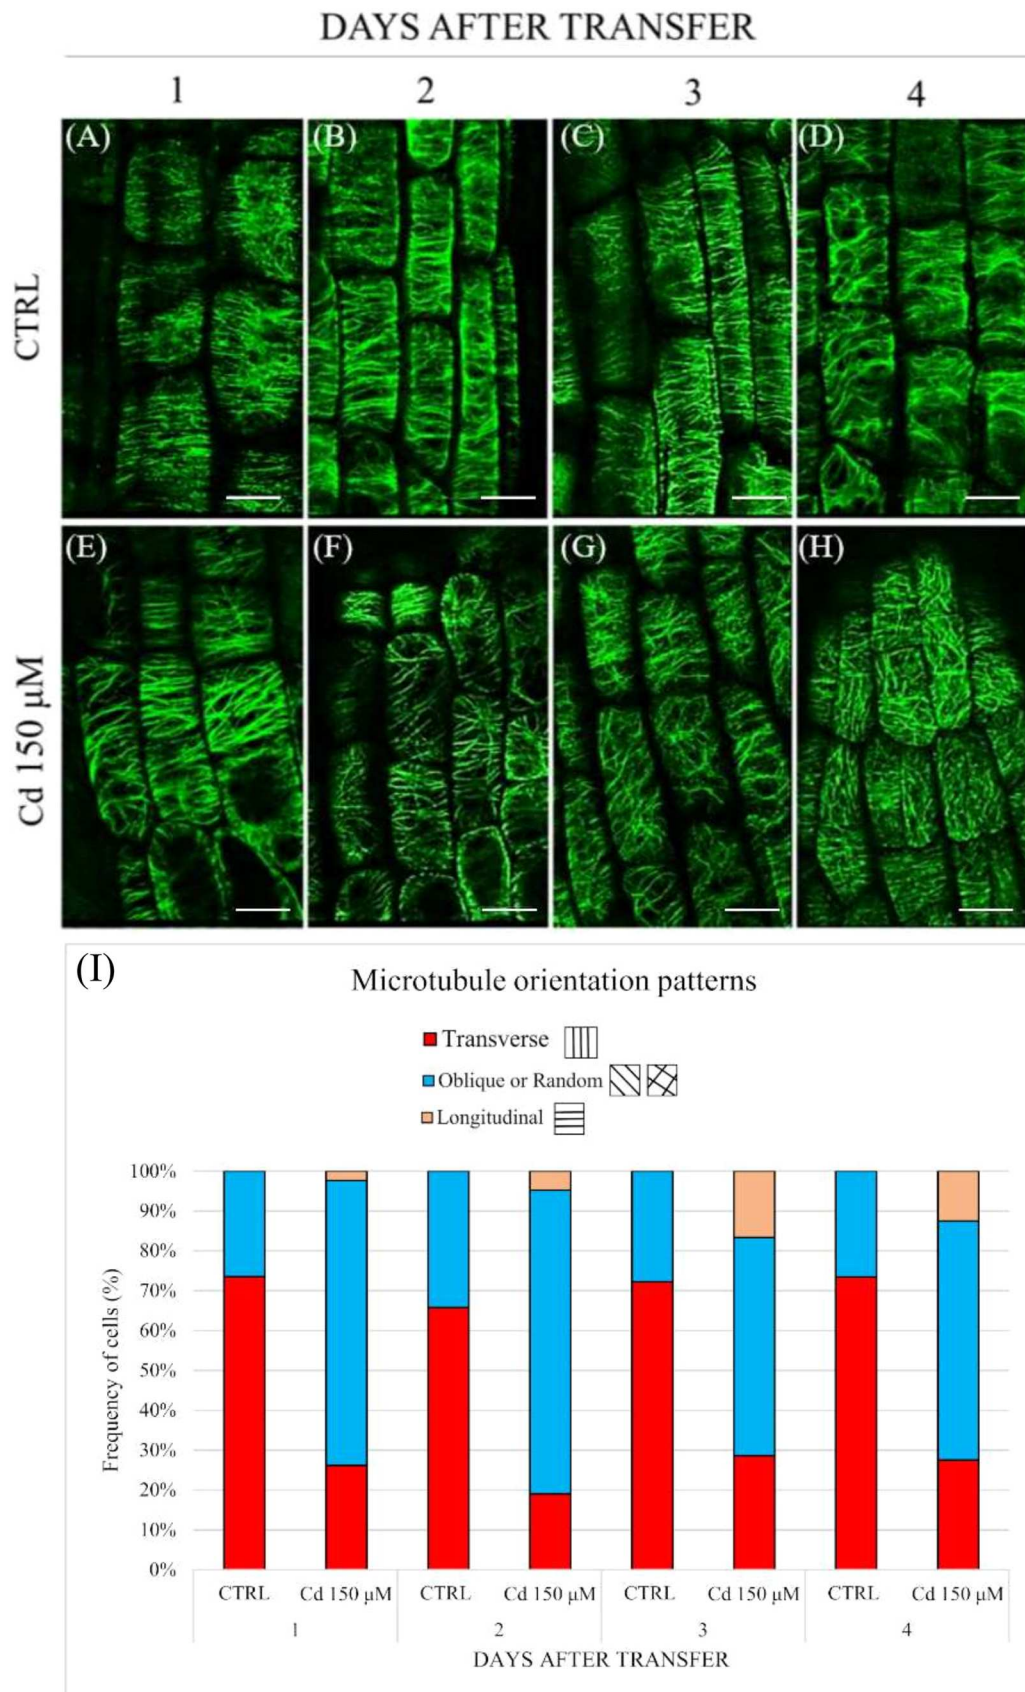 DAYS AFTER TRANSFER
1 2 3 4
CTRL
(A) (B) (C) (D)
Cd 150 µM
(E) (F) (G) (H)
(I)
Microtubule orientation patterns
Transverse
Oblique or Random
Longitudinal
Frequency of cells (%)
100%
90%
80%
70%
60%
50%
40%
30%
20%
10%
0%
CTRL Cd 150 µM CTRL Cd 150 µM CTRL Cd 150 µM CTRL Cd 150 µM
1 2 3 4
DAYS AFTER TRANSFER